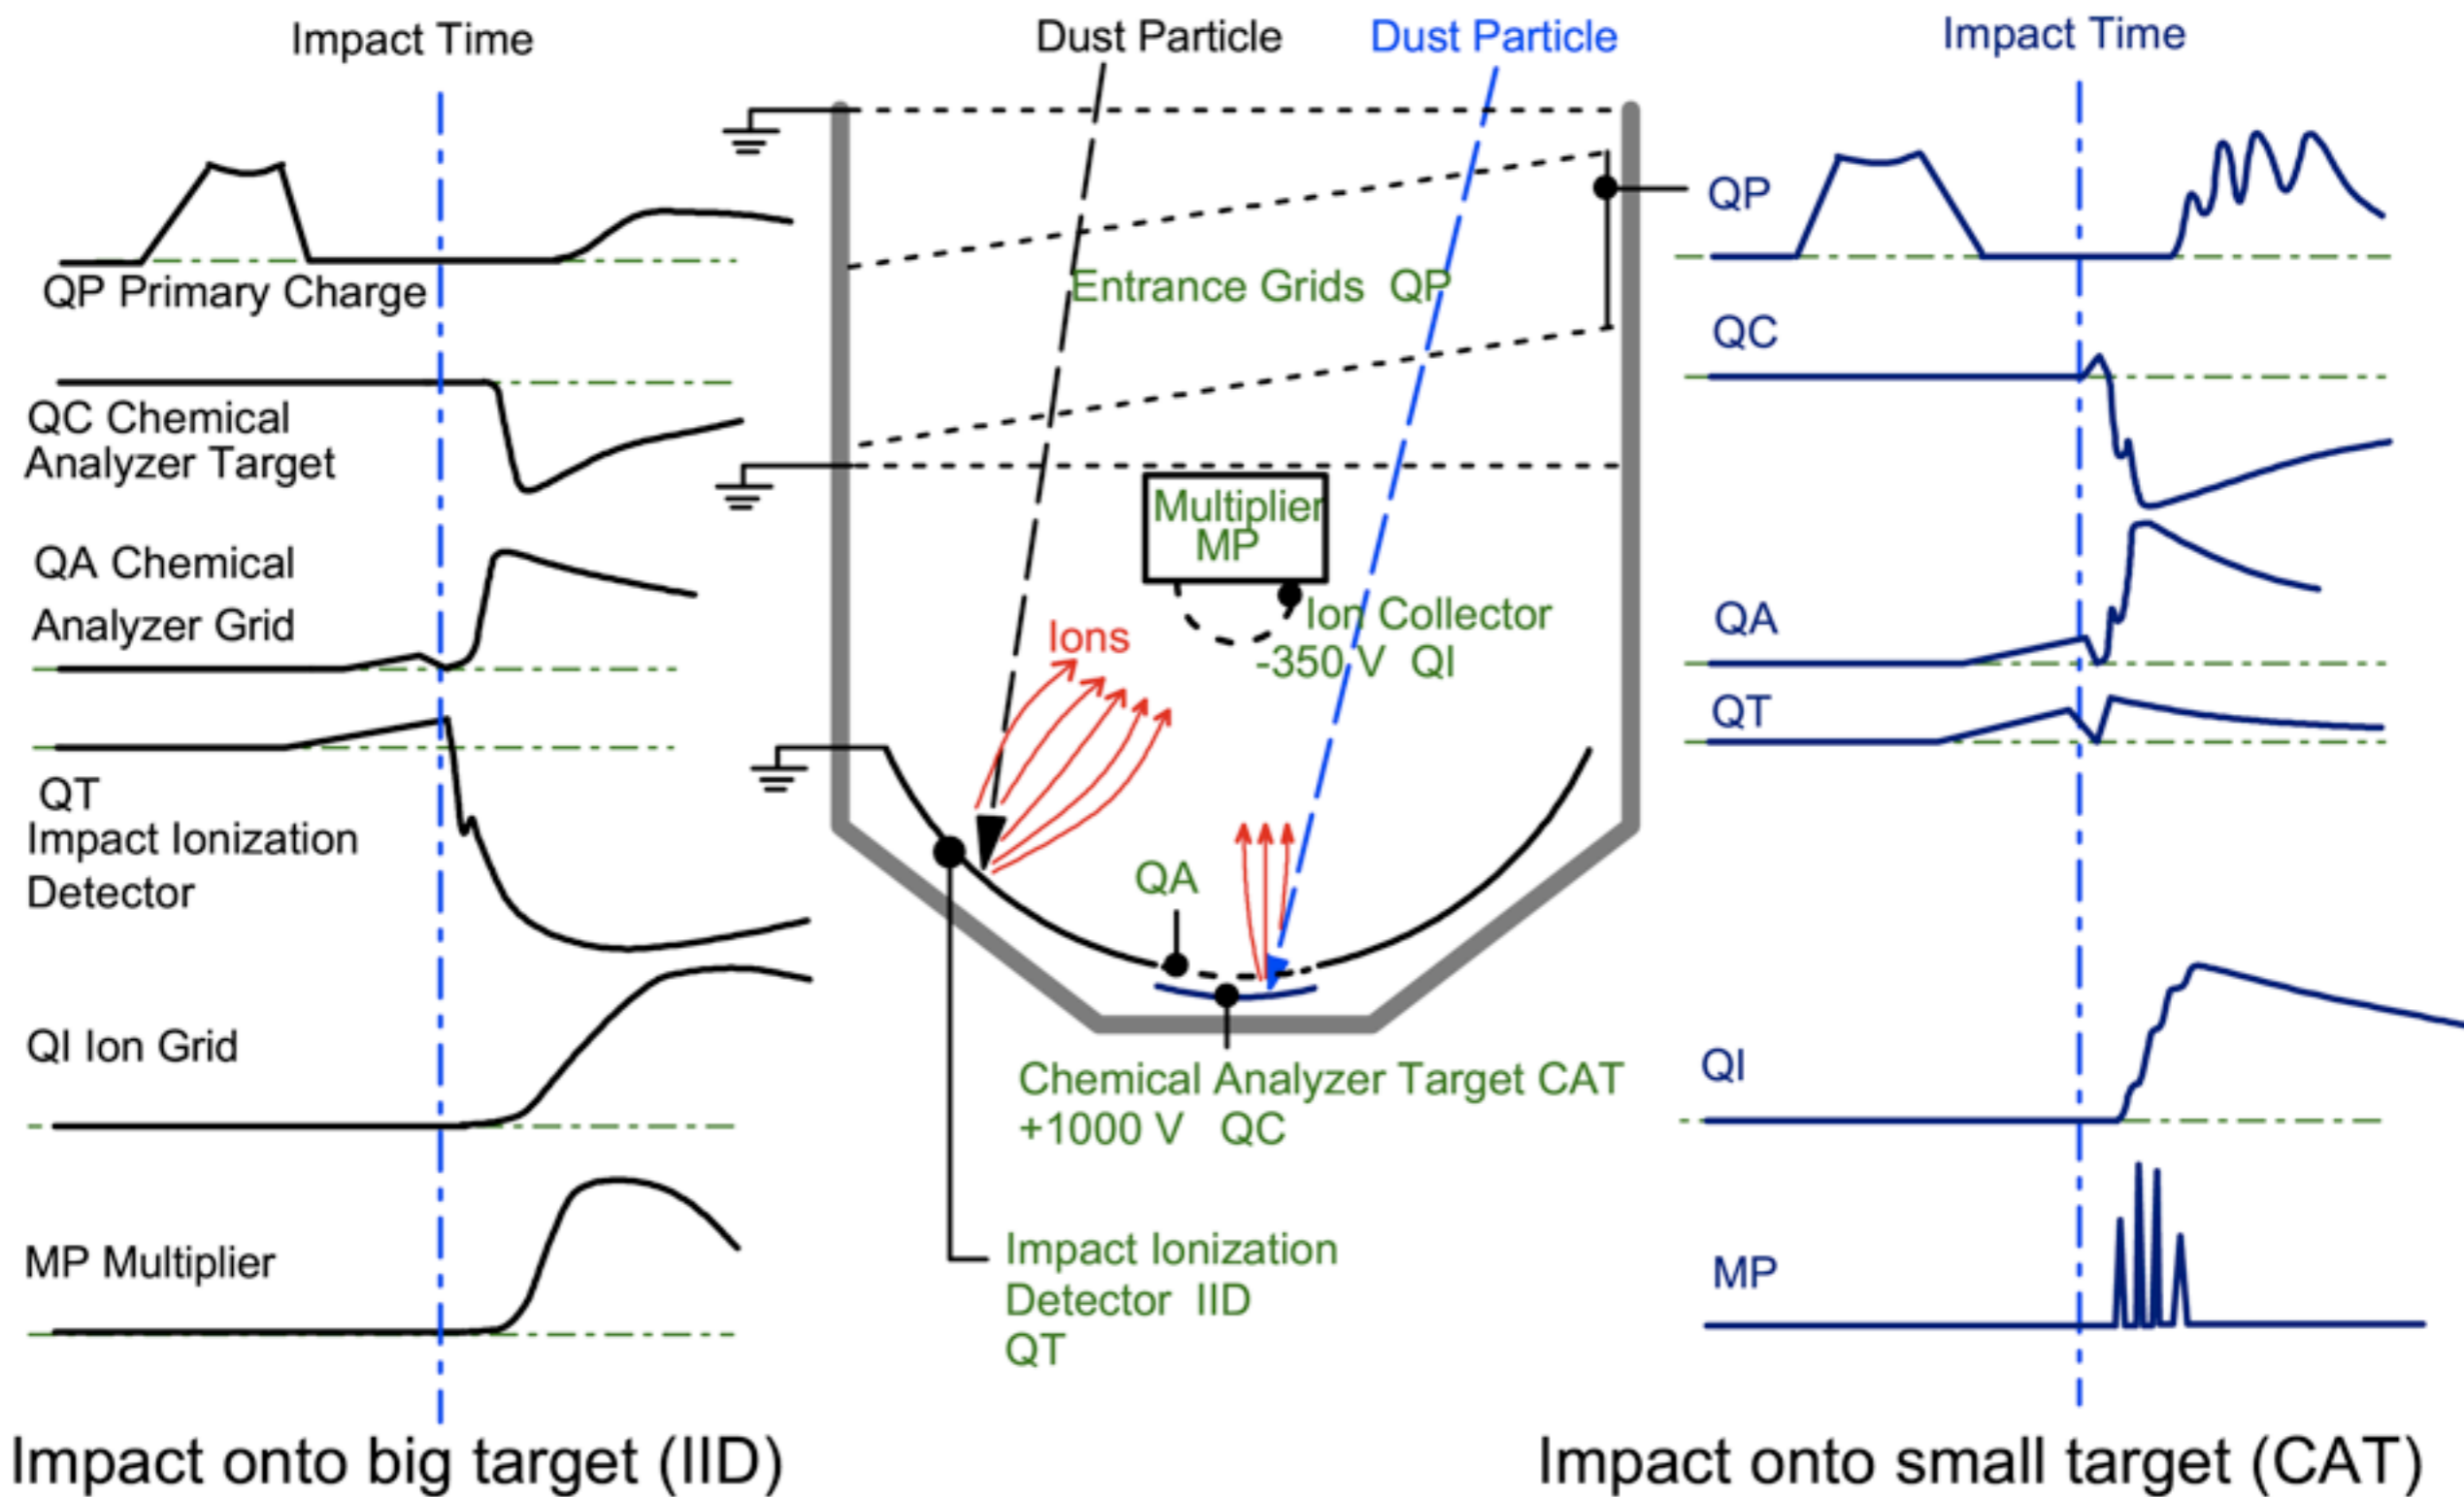 Impact Time
QP Primary Charge
QC Chemical
Analyzer Target
QA Chemical
Analyzer Grid
QT
Impact Ionization
Detector
QI Ion Grid
MP Multiplier
Impact onto big target (IID)
Dust Particle
Dust Particle
Entrance Grids QP
Multiplier
MP
Ion Collector
-350 V QI
Ions
QA
Chemical Analyzer Target CAT
+1000 V QC
Impact Ionization
Detector IID
QT
Impact Time
QP
QC
QA
QT
QI
MP
Impact onto small target (CAT)